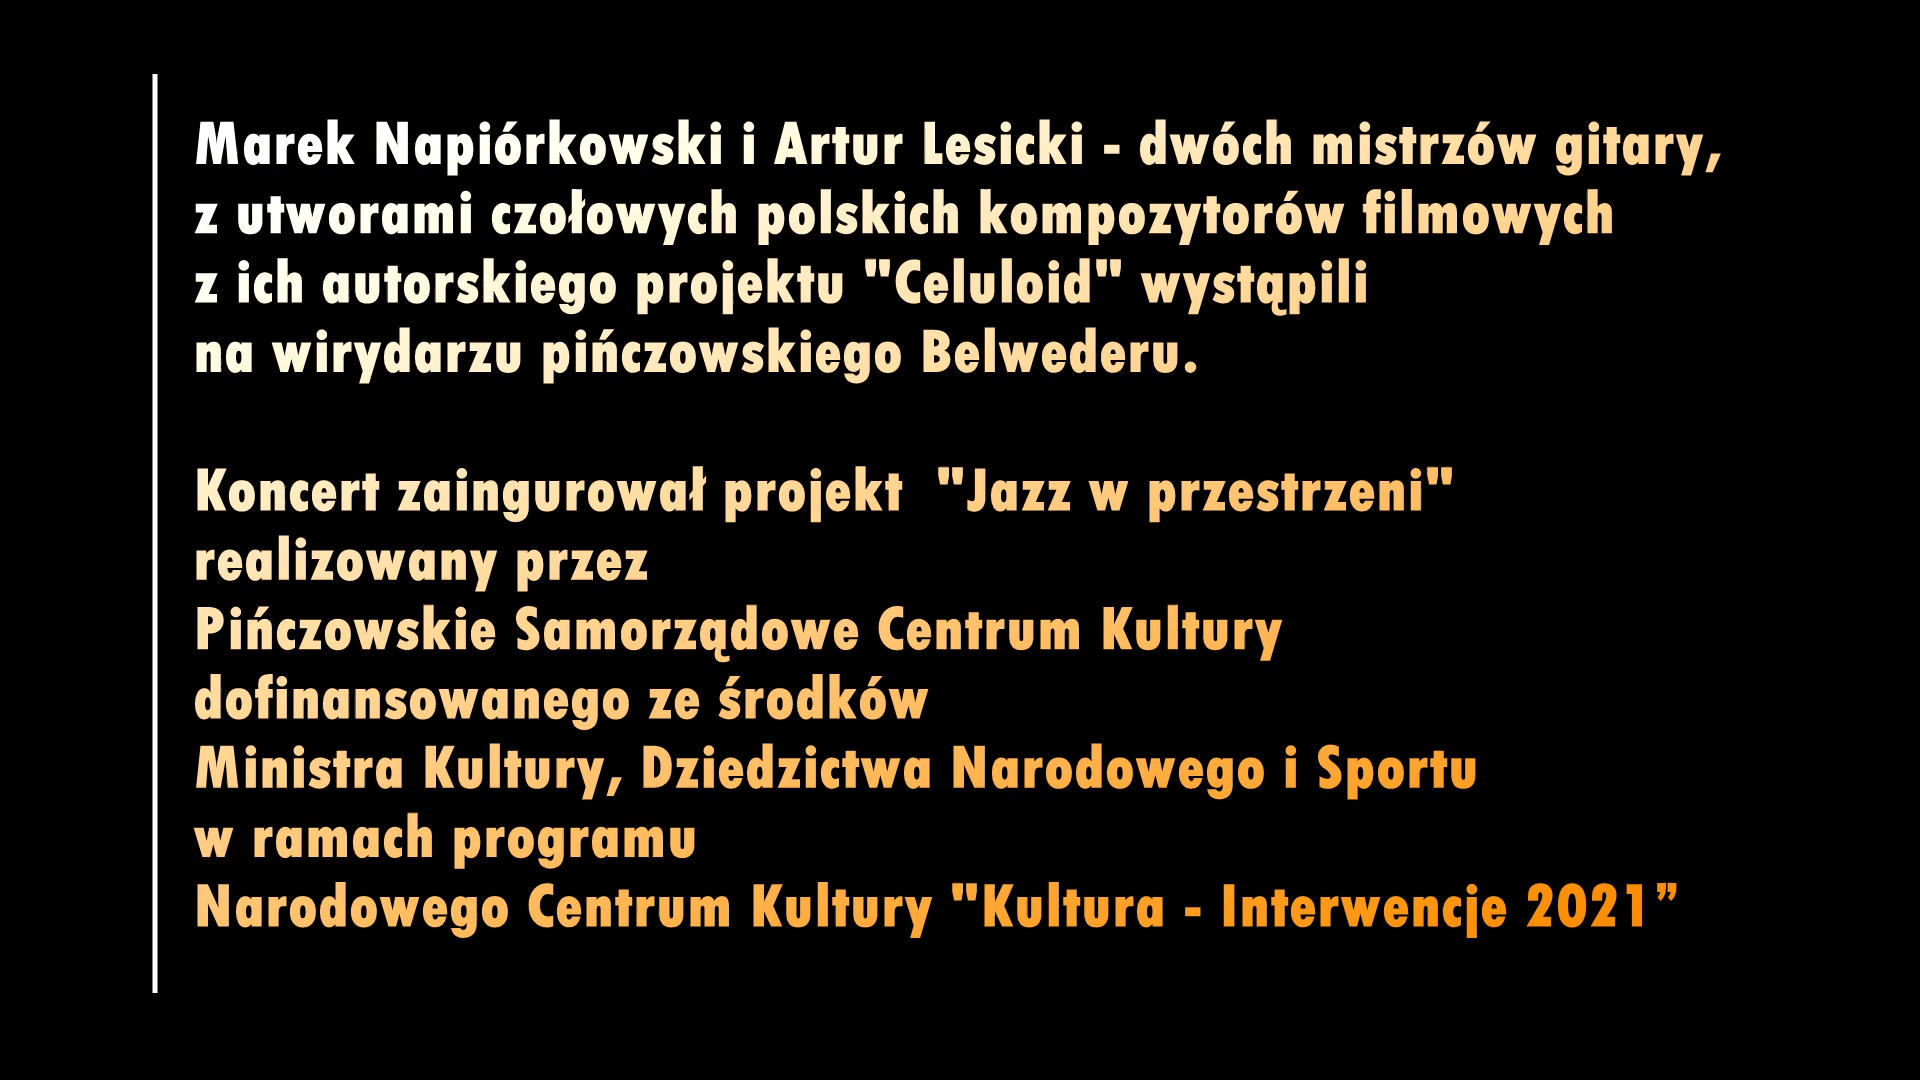 Marek Napiórkowski i Artur Lesicki - dwóch mistrzów gitary,
z utworami czołowych polskich kompozytorów filmowych
z ich autorskiego projektu "Celuloid" wystąpili
na wirydarzu pińczowskiego Belwederu.
Koncert zaingurował projekt  "Jazz w przestrzeni"
realizowany przez
Pińczowskie Samorządowe Centrum Kultury
dofinansowanego ze środków
Ministra Kultury, Dziedzictwa Narodowego i Sportu
w ramach programu
Narodowego Centrum Kultury "Kultura - Interwencje 2021”